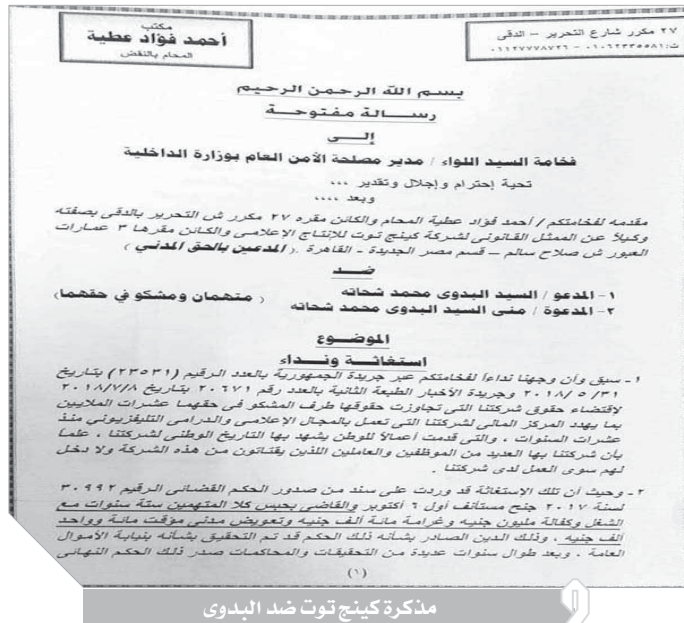 مكتب
أحمد فؤاد عطية
المحام بالنقض
٢٧ مكرر شارع التحرير – الدقى
ت: ٠١٠٦٢٣٣٥٥٨١ – ٠١١٢٧٧٧٨٧٢٦
بسم الله الرحمن الرحيم
رسالة مفتوحة
إلى
فخامة السيد اللواء / مدير مصلحة الأمن العام بوزارة الداخلية
تحية إحترام وإجلال وتقدير ...
وبعد ....
مقدمه لفخامتكم / أحمد فؤاد عطية المحام والكائن مقره ٢٧ مكرر ش التحرير بالدقى بصفته
وكيلاً عن الممثل القانونى لشركة كينج توت للإنتاج الإعلامى والكائن مقرها ٣ عمارات
العبور ش صلاح سالم – قسم مصر الجديدة - القاهرة . ( المدعين بالحق المدني )
ضد
١- المدعو / السيد البدوى محمد شحاته
٢- المدعوة / منى السيد البدوى محمد شحاته
( متهمان ومشكو في حقهما )
الموضوع
إستغاثة ونداء
١- سبق وأن وجهنا نداءاً لفخامتكم عبر جريدة الجمهورية بالعدد الرقيم (٢٣٥٣١) بتاريخ
٢٠١٨/٥/٣١ وجريدة الأخبار الطبعة الثانية بالعدد رقم ٢٠٦٧١ بتاريخ ٢٠١٨/٧/٨
لاقتضاء حقوق شركتنا التى تجاوزت حقوقها طرف المشكو فى حقهما عشرات الملايين
بما يهدد المركز المالى لشركتنا التى تعمل بالمجال الإعلامى والدرامى التليفزيونى منذ
عشرات السنوات ، والتى قدمت أعمالاً للوطن يشهد بها التاريخ الوطنى لشركتنا ، علماً
بأن شركتنا بها العديد من الموظفين والعاملين اللذين يقتاتون من هذه الشركة ولا دخل
لهم سوى العمل لدى شركتنا .
٢- وحيث أن تلك الإستغاثة قد وردت على سند من صدور الحكم القضائى الرقيم ٣٠٩٩٢
لسنة ٢٠١٧ جنح مستأنف أول ٦ أكتوبر والقاضى بحبس كلا المتهمين ستة سنوات مع
الشغل وكفالة مليون جنيه وغرامة مائة ألف جنيه وتعويض مدنى مؤقت مائة وواحد
ألف جنيه ، وذلك الدين الصادر بشأنه ذلك الحكم قد تم التحقيق بشأنه بنيابة الأموال
العامة ، وبعد طوال سنوات عديدة من التحقيقات والمحاكمات صدر ذلك الحكم النهائى
(١)
مذكرة كينج توت ضد البدوى